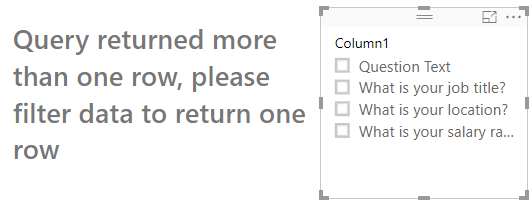 Query returned more
than one row, please
filter data to return one
row
Column1
Question Text
What is your job title?
What is your location?
What is your salary ra...